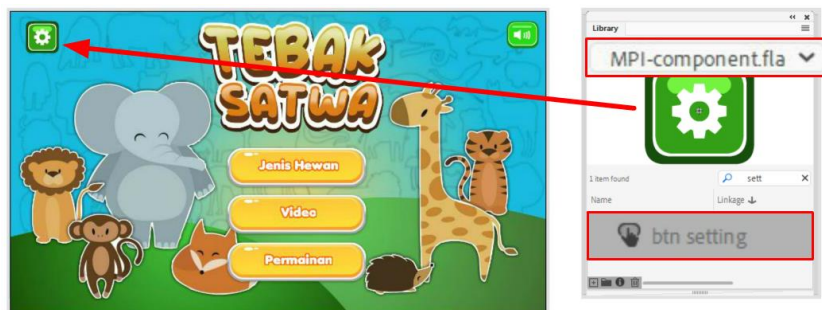 TEBAK
SATWA
Jenis Hewan
Video
Permainan
Library
MPI-component.fla
1 item found
sett
Name
Linkage
btn setting